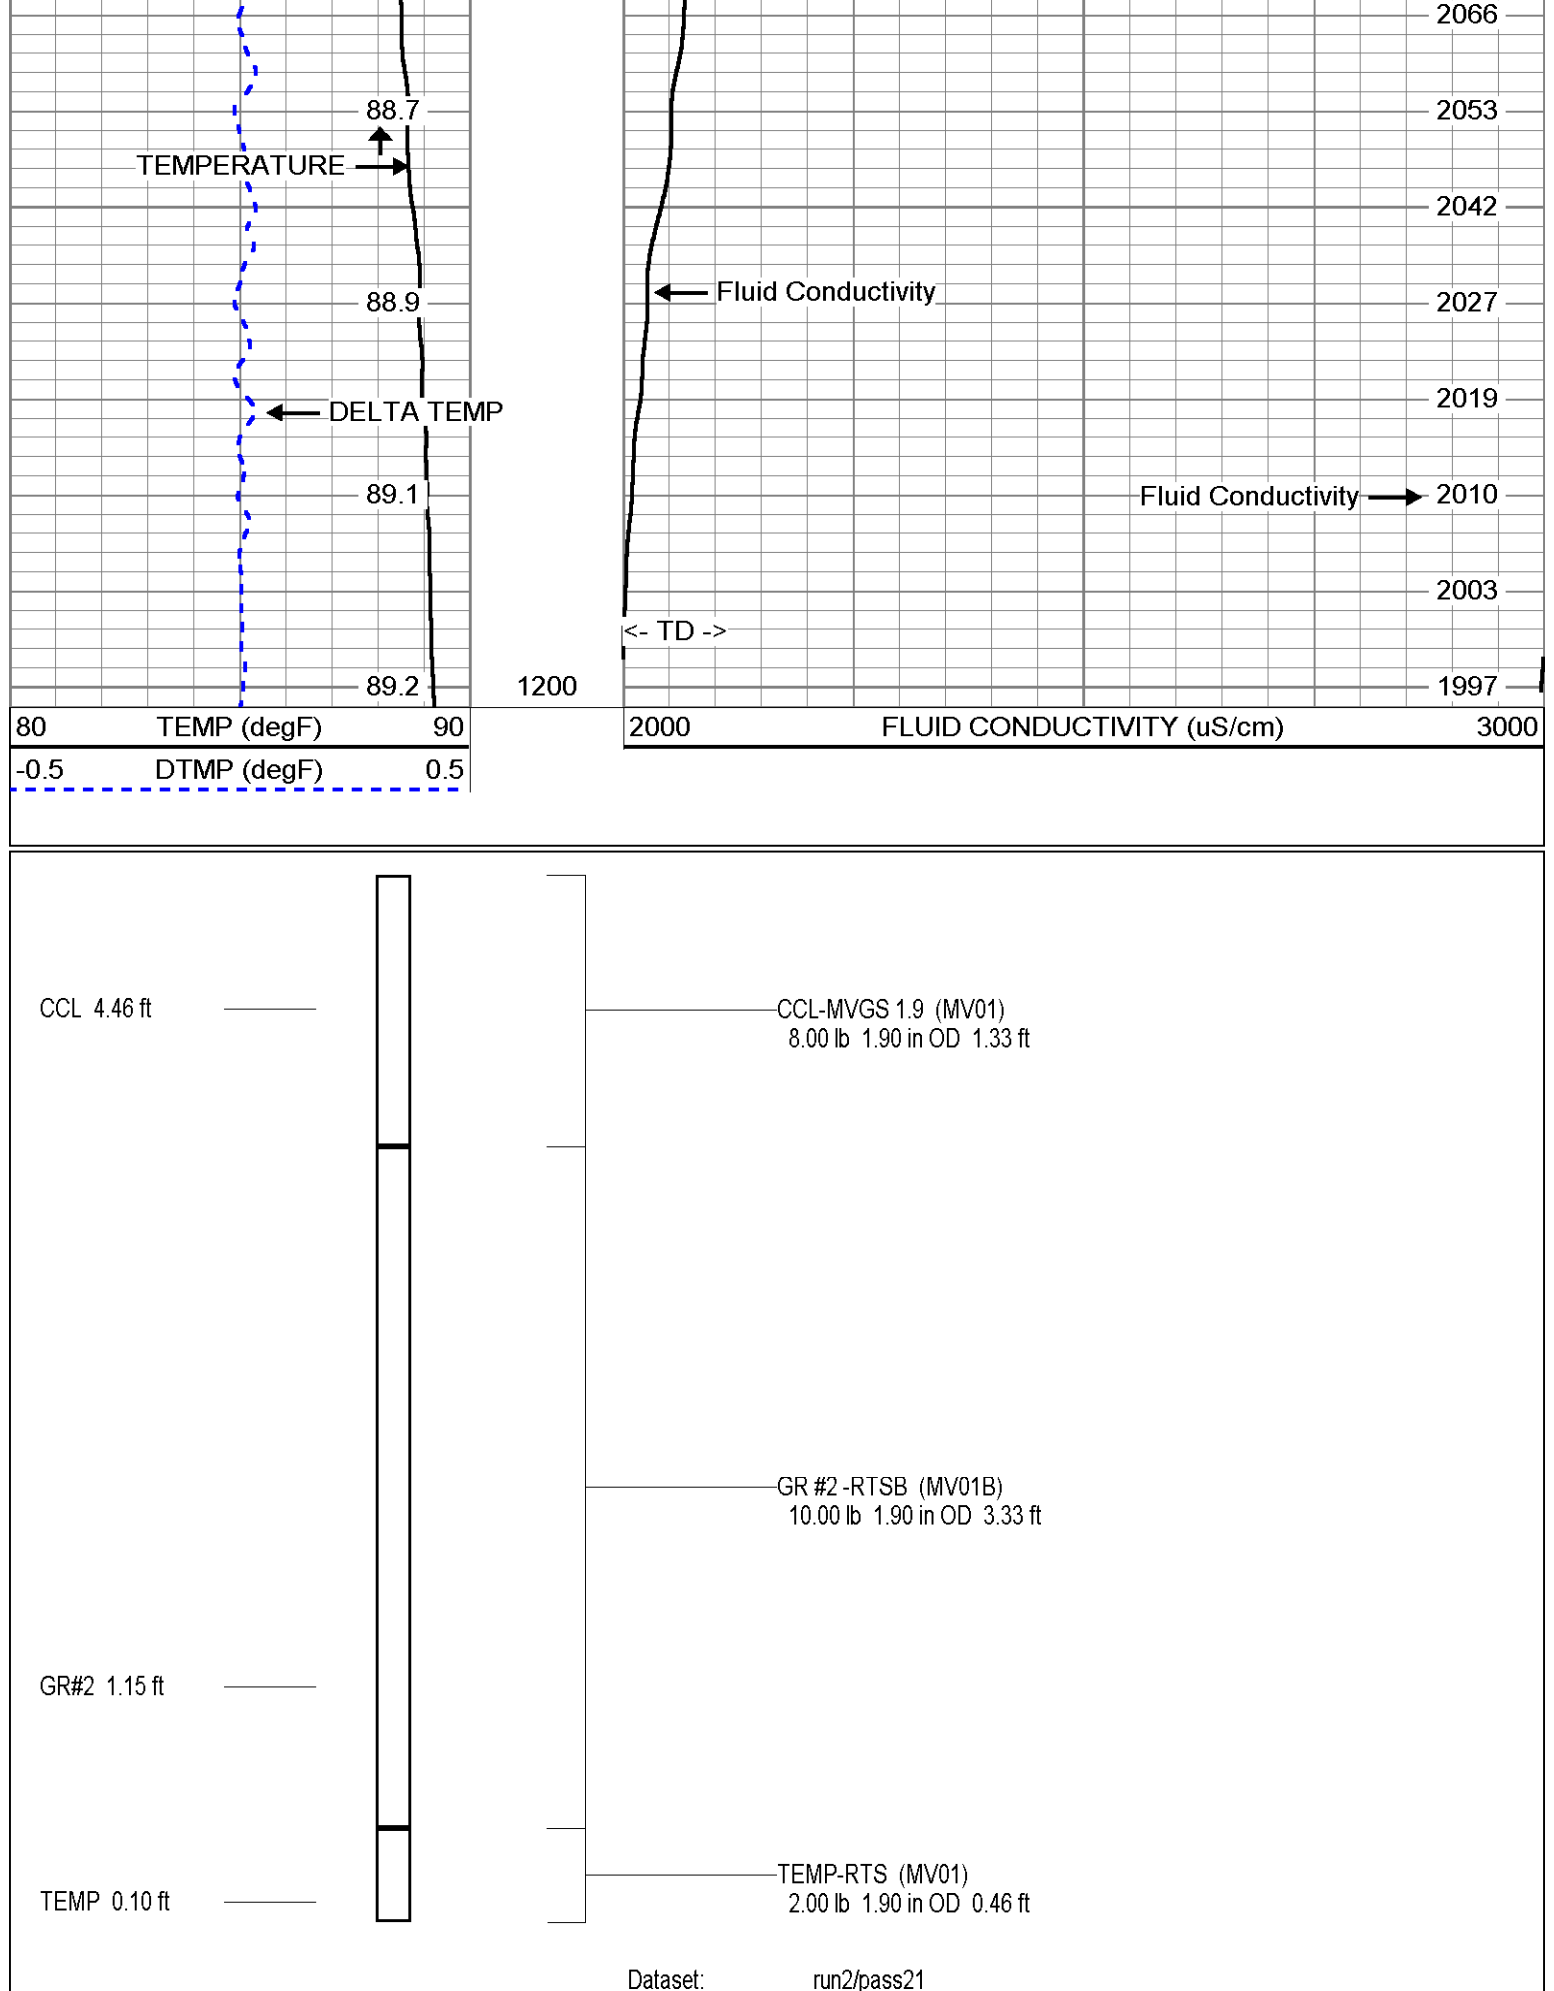 2066
88.7 2053
TEMPERATURE
2042
Fluid Conductivity
88.9 2027
2019
DELTA TEMP
89.1 Fluid Conductivity 2010
2003
<- TD ->
89.2 1200 1997
80 TEMP (degF) 90 2000 FLUID CONDUCTIVITY (uS/cm) 3000
-0.5 DTMP (degF) 0.5
CCL 4.46 ft CCL-MVGS 1.9 (MV01)
8.00 lb 1.90 in OD 1.33 ft
GR #2 -RTSB (MV01B)
10.00 lb 1.90 in OD 3.33 ft
GR#2 1.15 ft
TEMP-RTS (MV01)
TEMP 0.10 ft 2.00 lb 1.90 in OD 0.46 ft
Dataset: run2/pass21